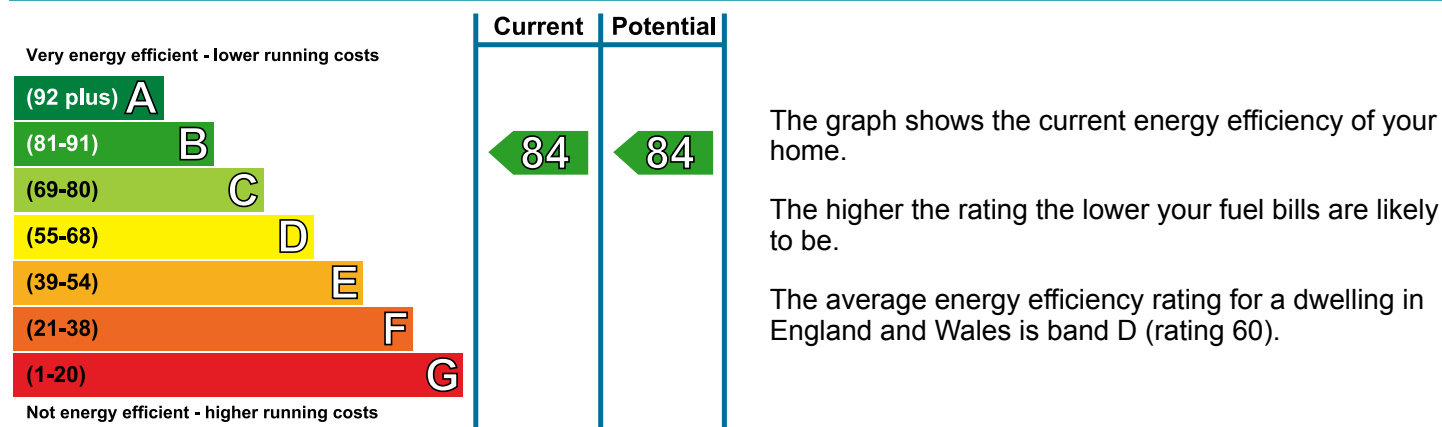 Current Potential
Very energy efficient - lower running costs
(92 plus) A
(81-91) B
84 84
(69-80) C
(55-68) D
(39-54) E
(21-38) F
(1-20) G
Not energy efficient - higher running costs
The graph shows the current energy efficiency of your
home.
The higher the rating the lower your fuel bills are likely
to be.
The average energy efficiency rating for a dwelling in
England and Wales is band D (rating 60).